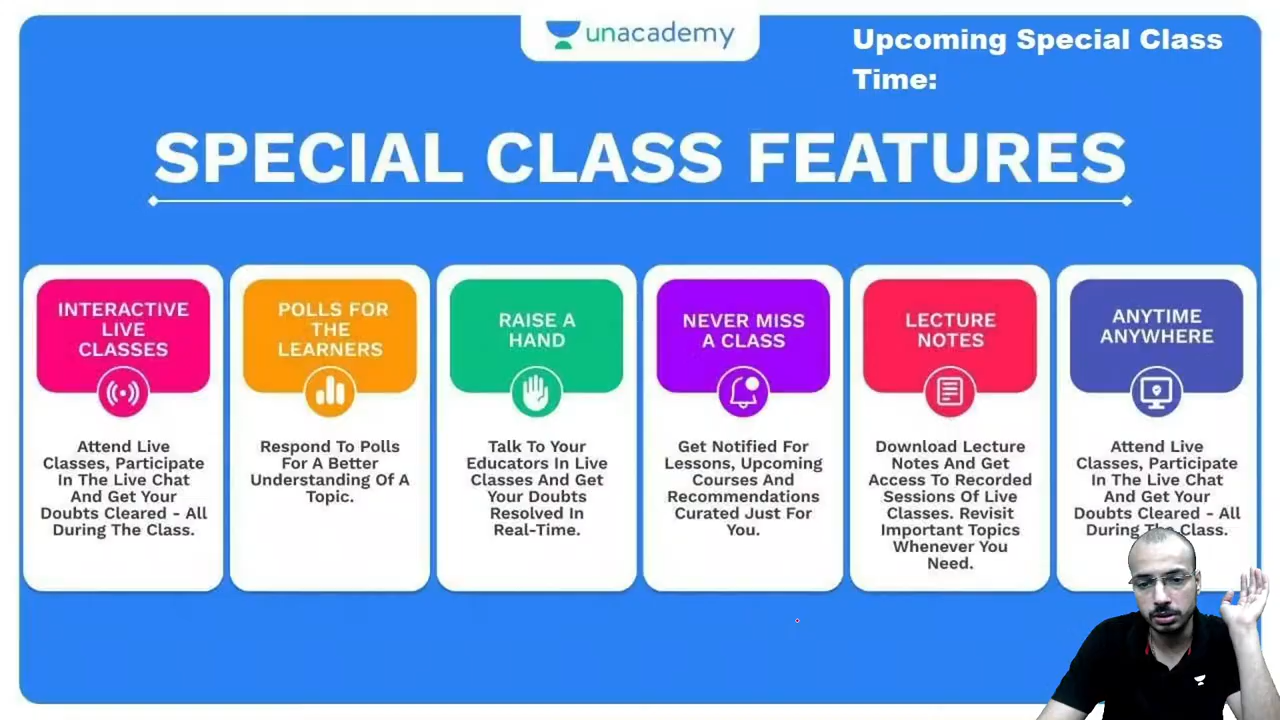 unacademy
Upcoming Special Class
Time:
SPECIAL CLASS FEATURES
INTERACTIVE
LIVE
CLASSES
Attend Live
Classes, Participate
In The Live Chat
And Get Your
Doubts Cleared - All
During The Class.
POLLS FOR
THE
LEARNERS
Respond To Polls
For A Better
Understanding Of A
Topic.
RAISE A
HAND
Talk To Your
Educators In Live
Classes And Get
Your Doubts
Resolved In
Real-Time.
NEVER MISS
A CLASS
Get Notified For
Lessons, Upcoming
Courses And
Recommendations
Curated Just For
You.
LECTURE
NOTES
Download Lecture
Notes And Get
Access To Recorded
Sessions Of Live
Classes. Revisit
Important Topics
Whenever You
Need.
ANYTIME
ANYWHERE
Attend Live
Classes, Participate
In The Live Chat
And Get Your
Doubts Cleared - All
During The Class.